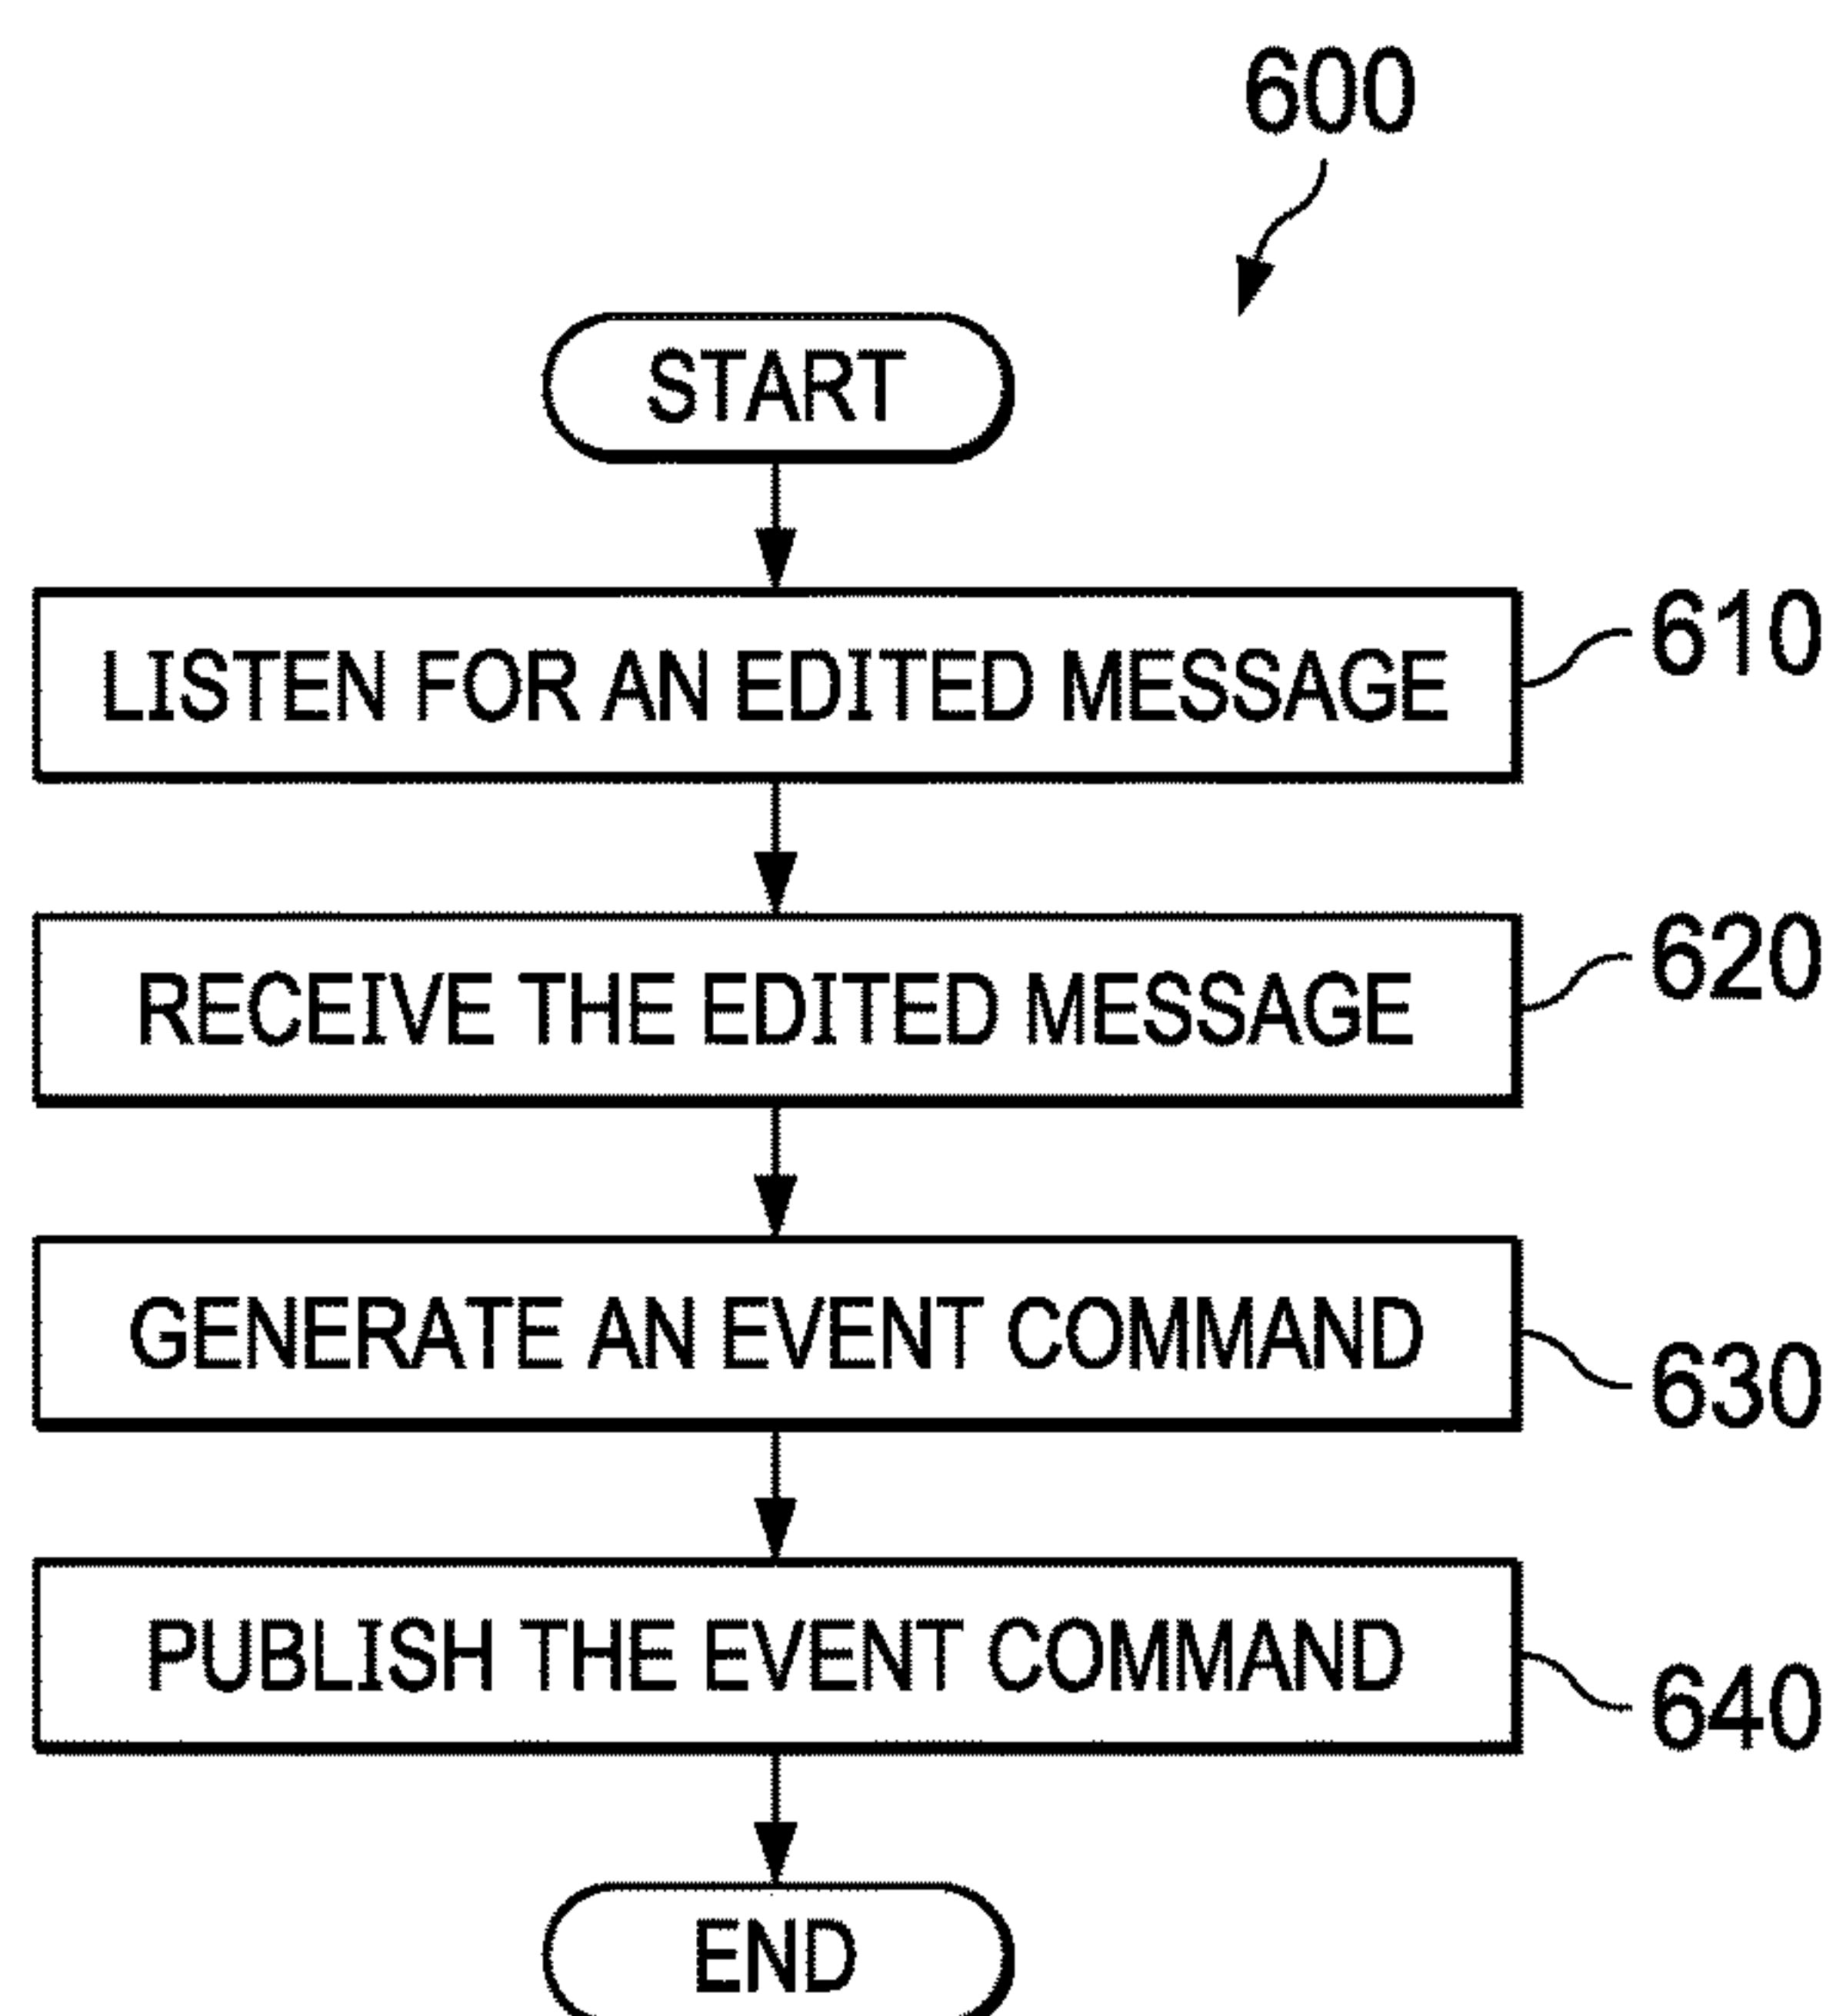 600
START
LISTEN FOR AN EDITED MESSAGE
610
RECEIVE THE EDITED MESSAGE
620
GENERATE AN EVENT COMMAND
630
PUBLISH THE EVENT COMMAND
640
END